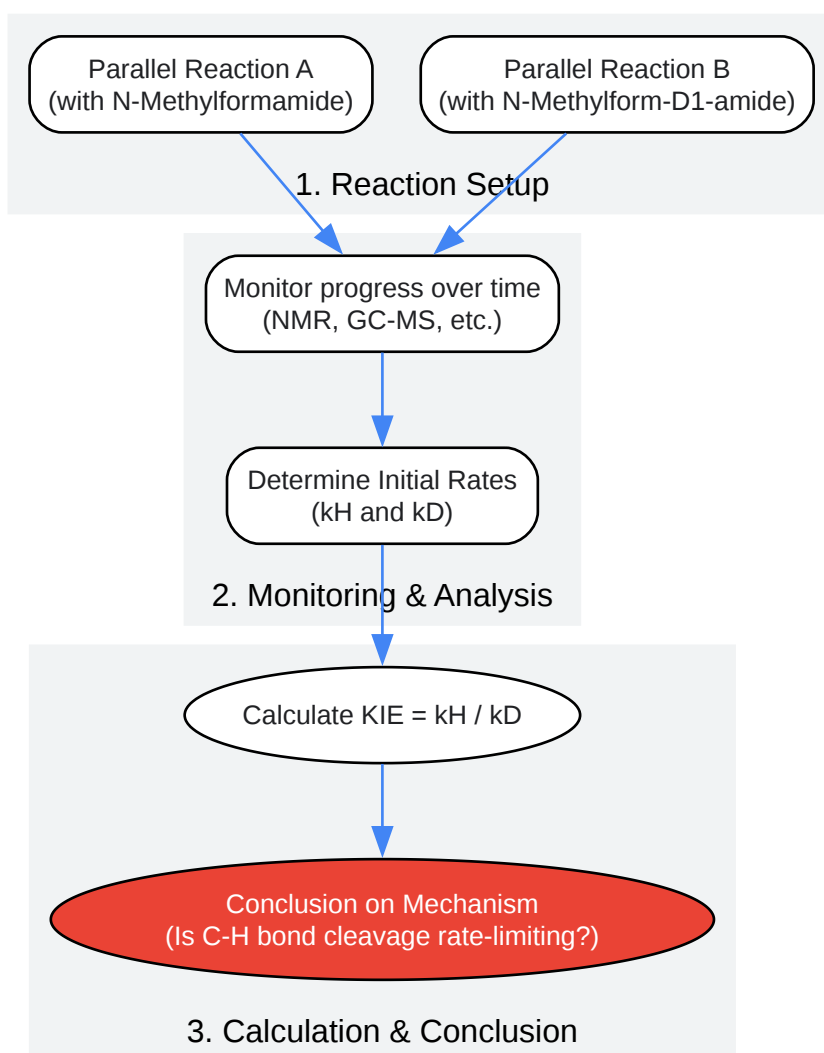 Parallel Reaction A
(with N-Methylformamide)
Parallel Reaction B
(with N-Methylform-D1-amide)
1. Reaction Setup
Monitor progress over time
(NMR, GC-MS, etc.)
Determine Initial Rates
(kH and kD)
2. Monitoring & Analysis
Calculate KIE = kH / kD
Conclusion on Mechanism
(Is C-H bond cleavage rate-limiting?)
3. Calculation & Conclusion